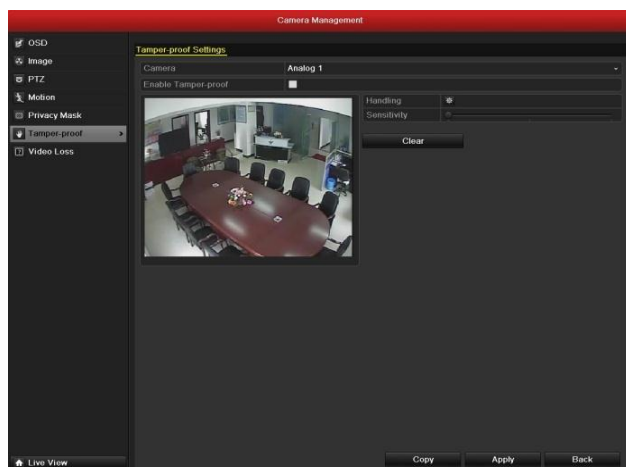 Camera Management
OSD
Image
PTZ
Motion
Privacy Mask
Tamper-proof
Video Loss
Tamper-proof Settings
Camera Analog 1
Enable Tamper-proof
Handling
Sensitivity
Clear
Live View
Copy Apply Back